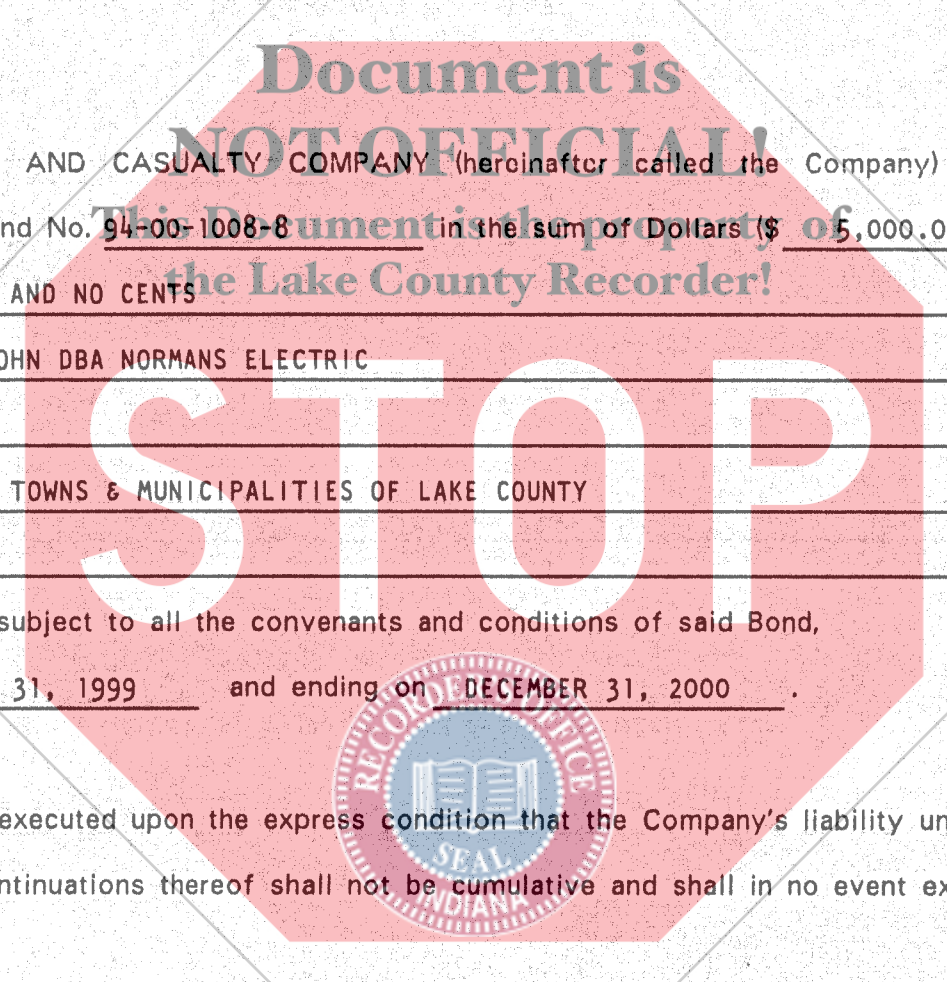 Document is
NOT OFFICIAL!
AND CASUALTY COMPANY (hereinafter called the Company)
This Document is the property of
nd No. 94-00-1008-8 in the sum of Dollars ($ 5,000.0
the Lake County Recorder!
AND NO CENTS
OHN DBA NORMANS ELECTRIC
STOP
TOWNS & MUNICIPALITIES OF LAKE COUNTY
subject to all the convenants and conditions of said Bond,
31, 1999 and ending on DECEMBER 31, 2000 .
RECORDER'S OFFICE
SEAL
INDIANA
executed upon the express condition that the Company's liability un
ntinuations thereof shall not be cumulative and shall in no event ex